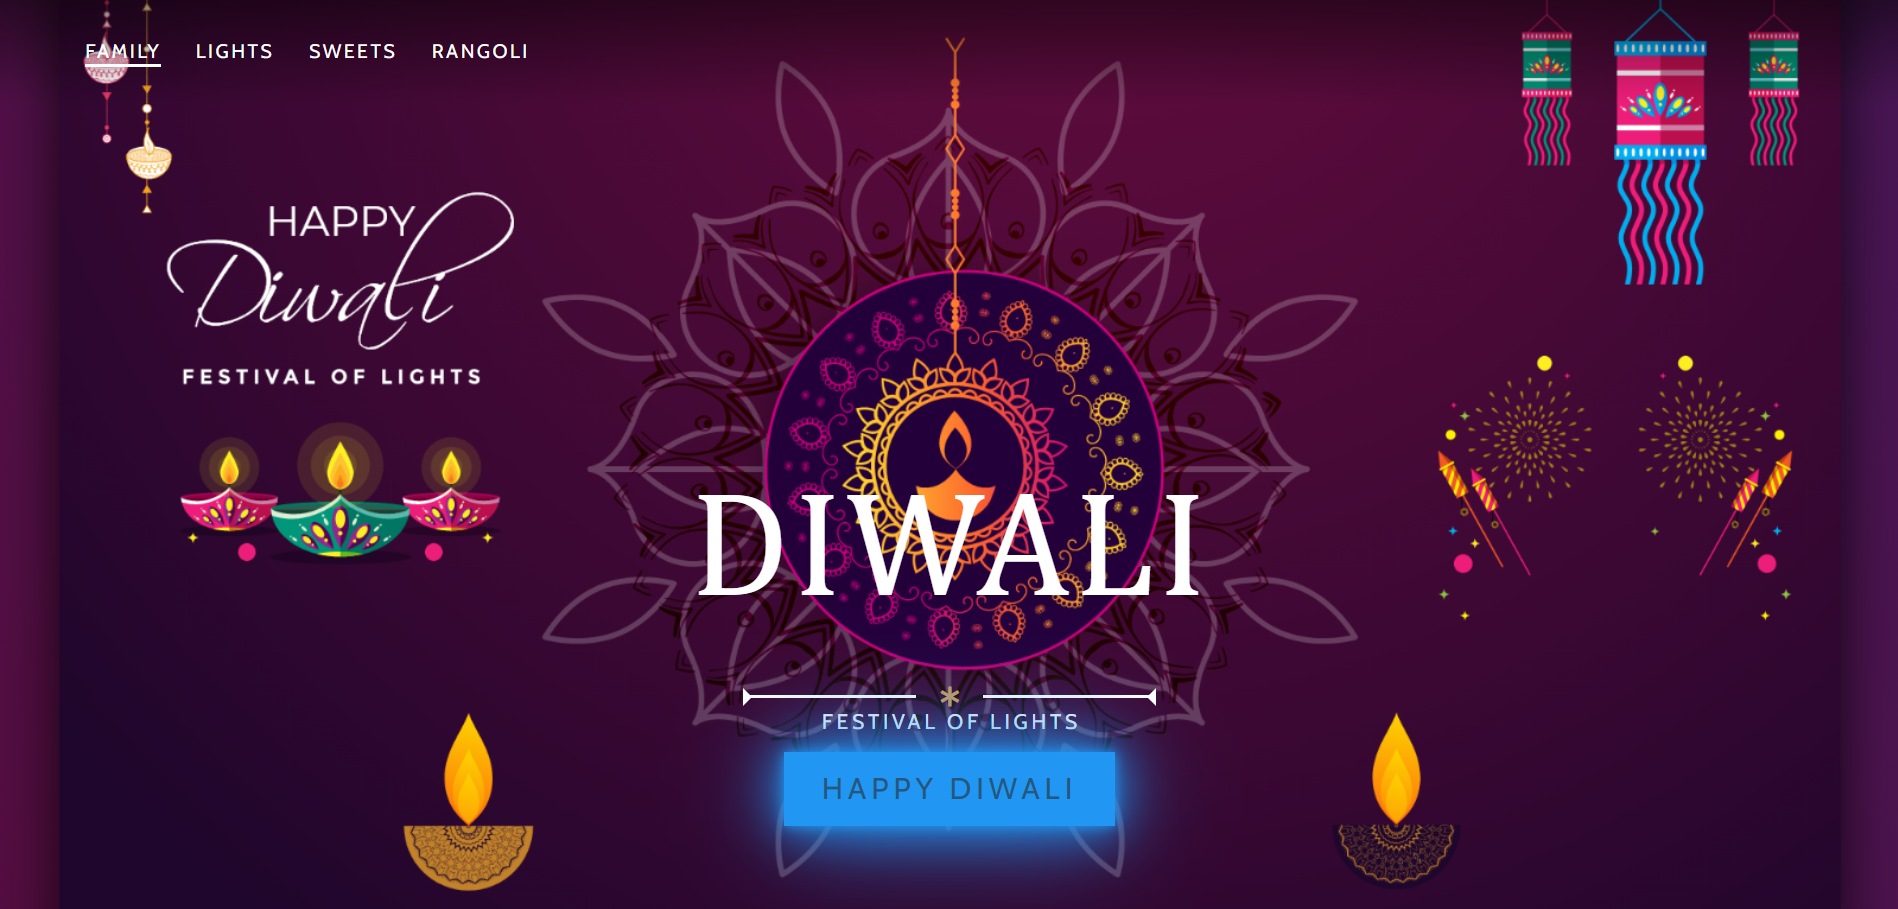 FAMILY LIGHTS SWEETS RANGOLI
HAPPY
Diwali
FESTIVAL OF LIGHTS
DIWALI
FESTIVAL OF LIGHTS
HAPPY DIWALI